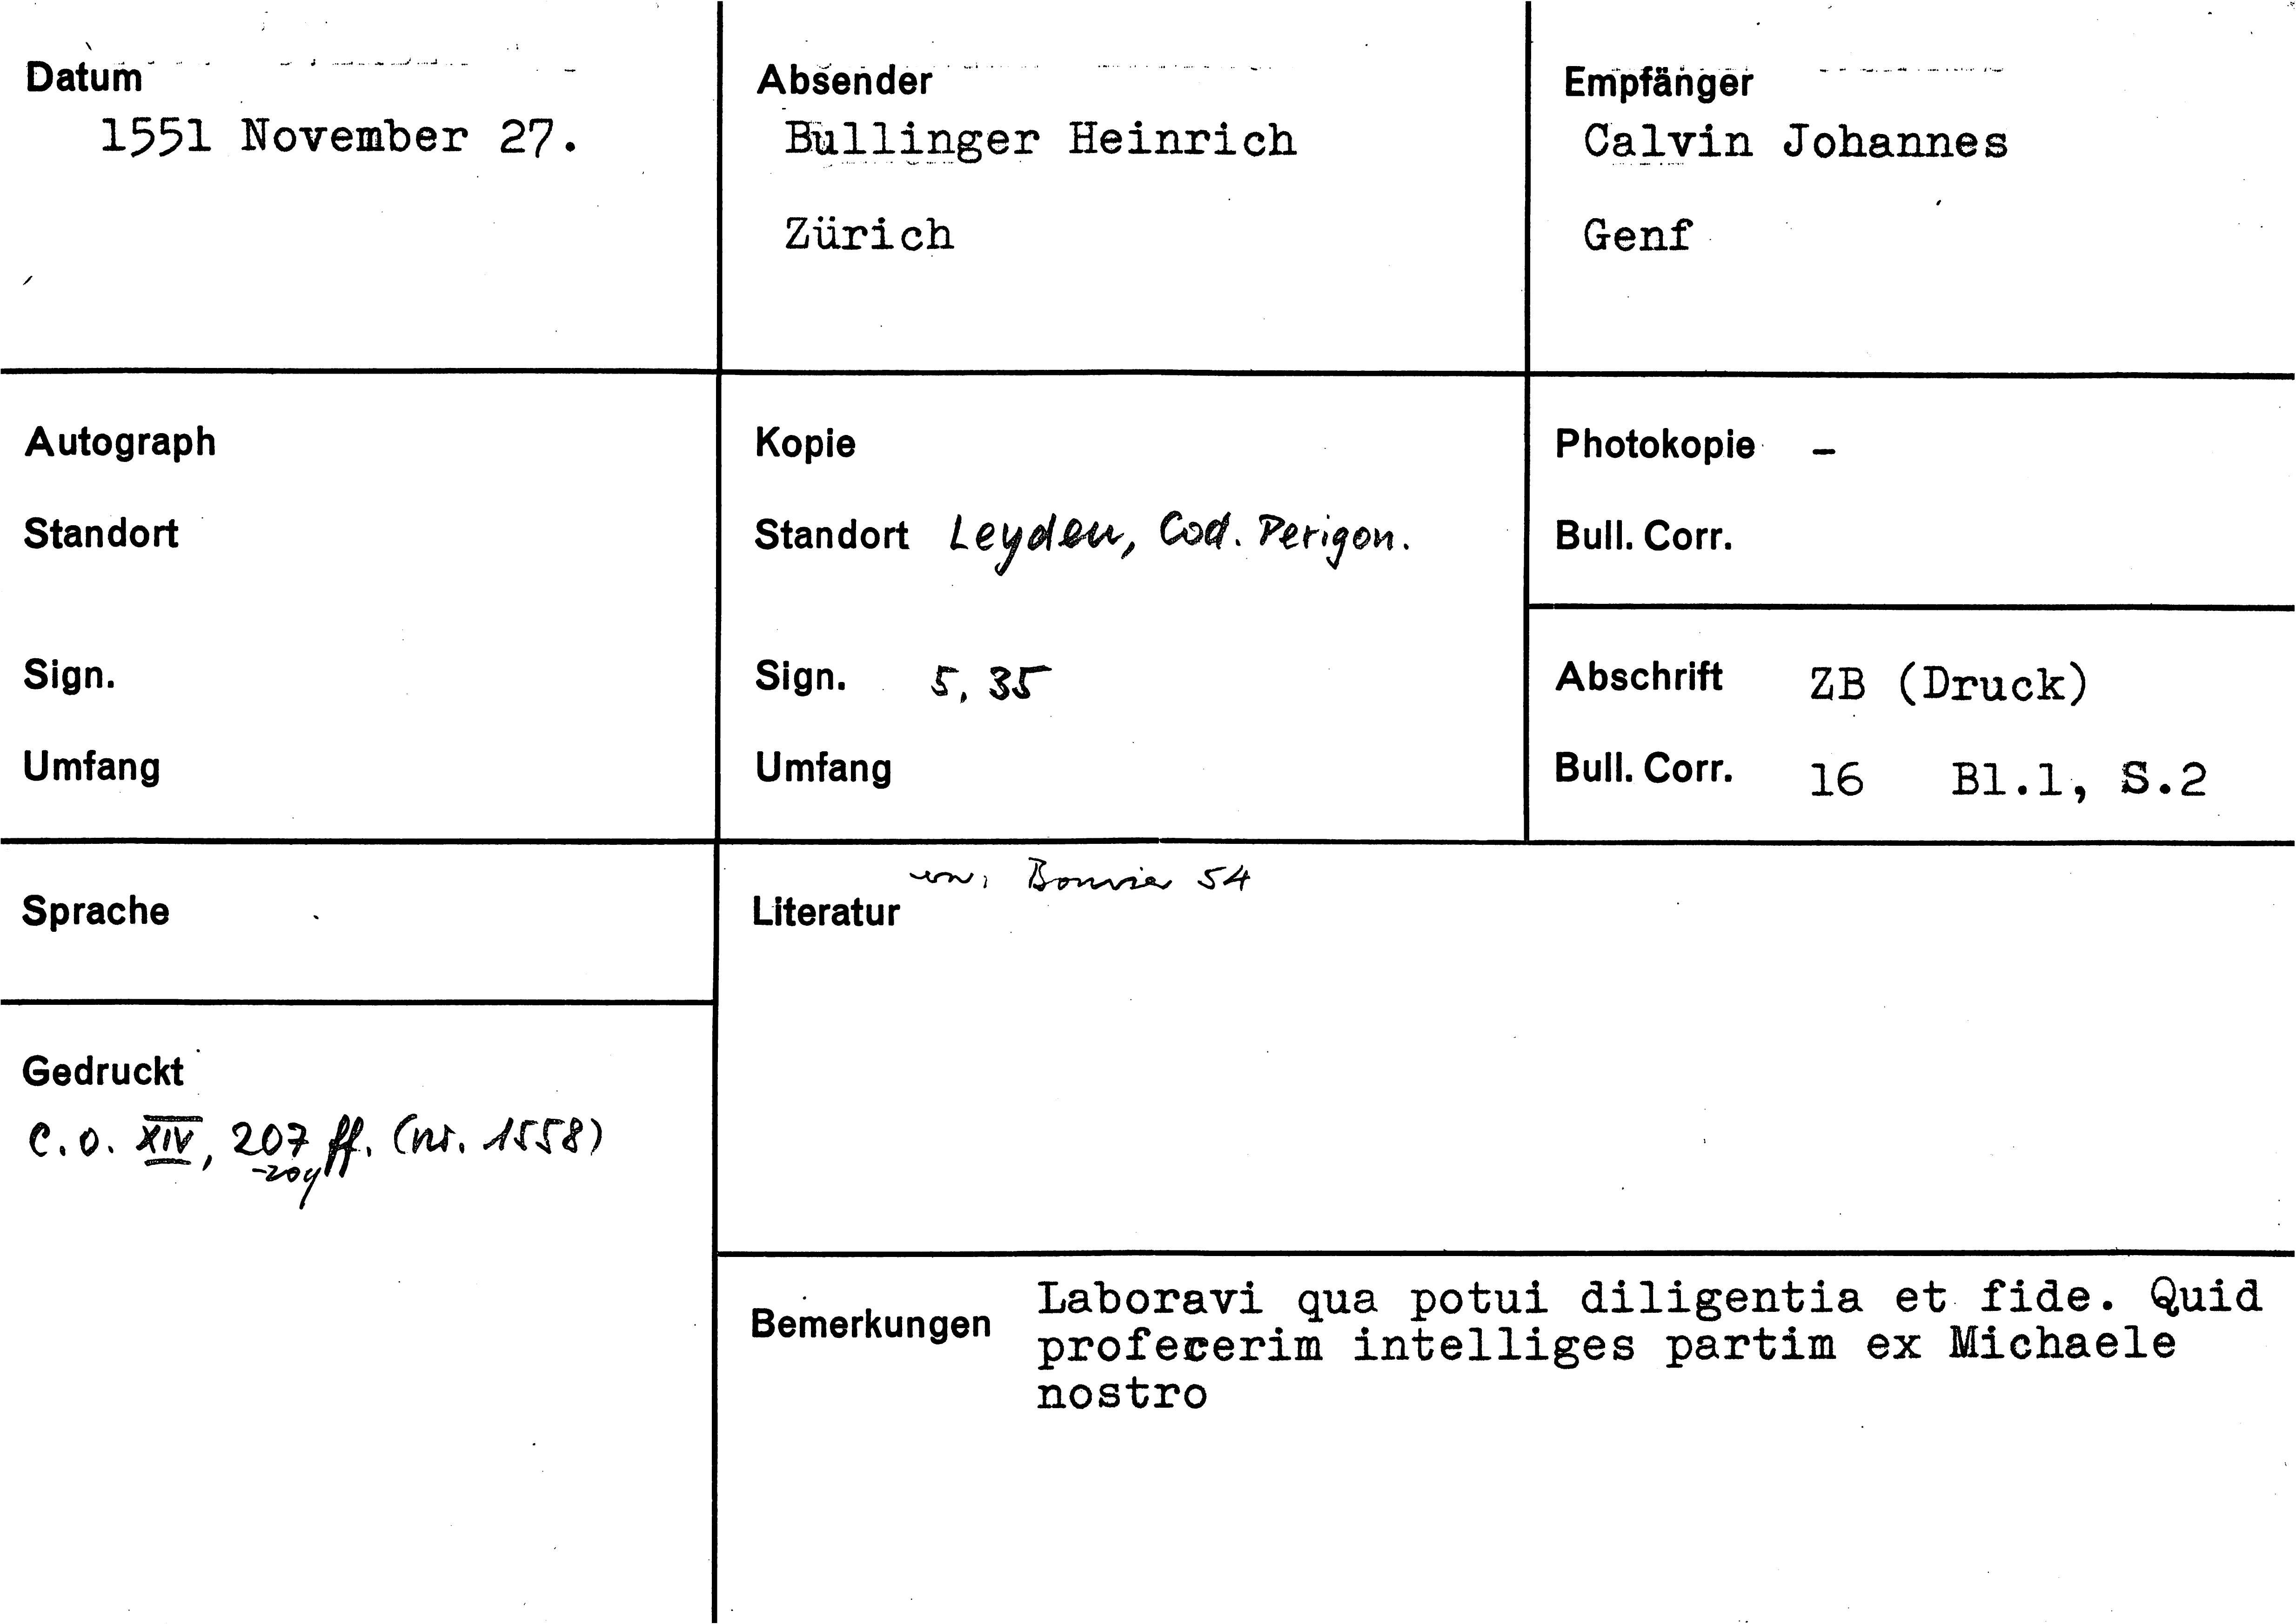 Datum
1551 November 27.
Absender
Bullinger Heinrich
Zürich
Empfänger
Calvin Johannes
Genf
Autograph
Standort
Sign.
Umfang
Kopie
Standort Leyden, Cod. Perigon.
Sign. 5, 35
Umfang
Photokopie -
Bull. Corr.
Abschrift ZB (Druck)
Bull. Corr. 16 Bl.1, S.2
Sprache
Bouvier 54
Literatur
Gedruckt
C.O. XIV, 207 ff. (nr. 1558)
-209
Bemerkungen
Laboravi qua potui diligentia et fide. Quid
profecerim intelliges partim ex Michaele
nostro